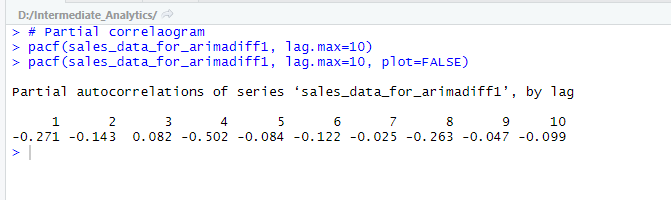 D:/Intermediate_Analytics/
> # Partial correlaogram
> pacf(sales_data_for_arimadiff1, lag.max=10)
> pacf(sales_data_for_arimadiff1, lag.max=10, plot=FALSE)
Partial autocorrelations of series ‘sales_data_for_arimadiff1’, by lag
1 2 3 4 5 6 7 8 9 10
-0.271 -0.143 0.082 -0.502 -0.084 -0.122 -0.025 -0.263 -0.047 -0.099
>